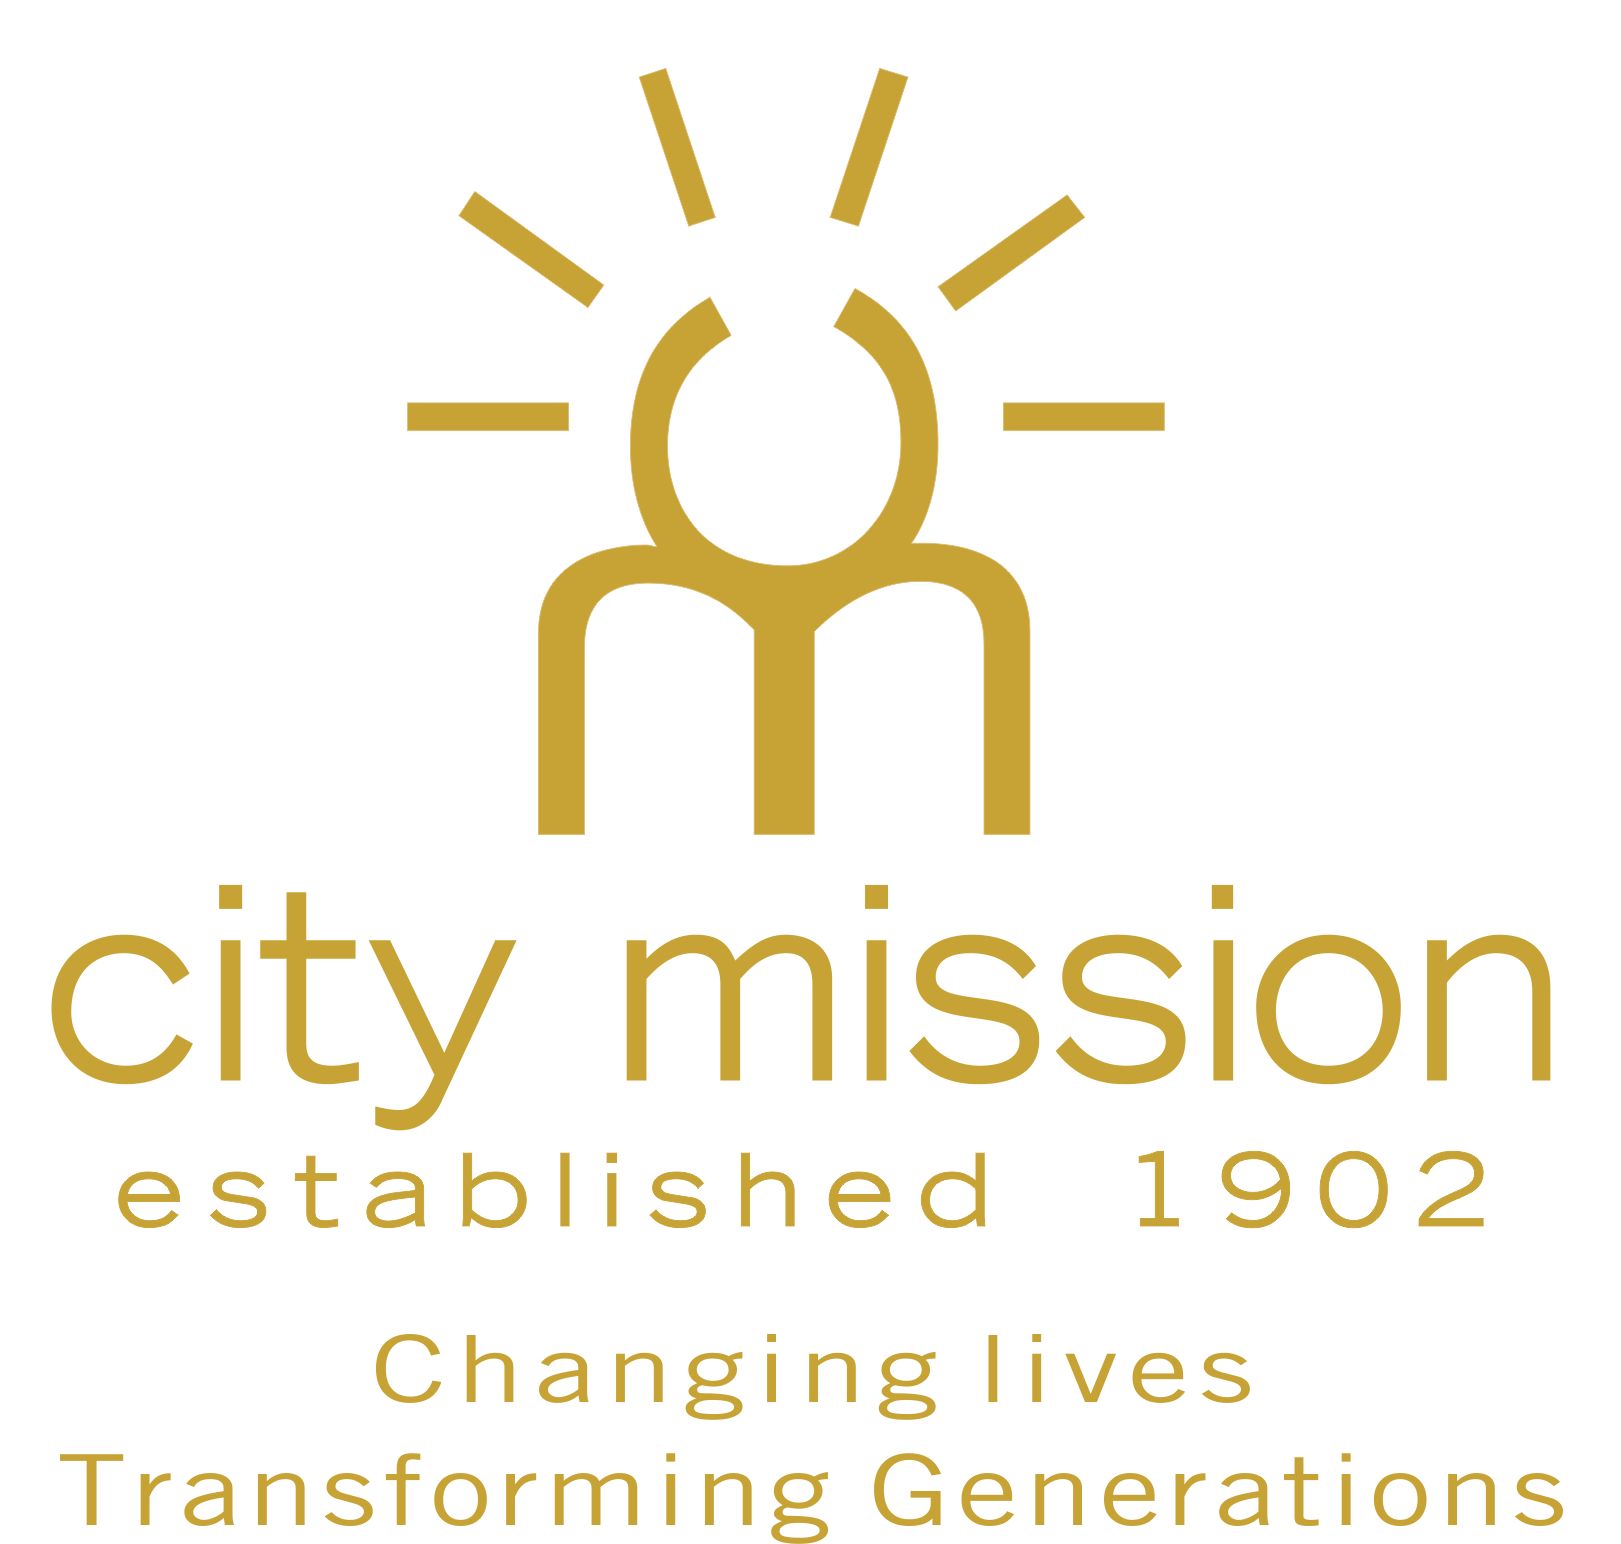 city mission
established 1902
Changing lives
Transforming Generations